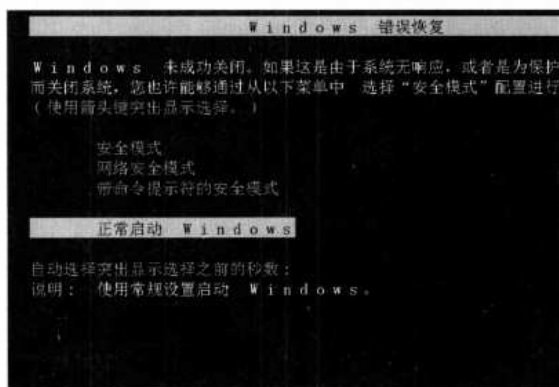 Windows 错误恢复
Windows 未成功关闭。如果这是由于系统无响应，或者是为保护
而关闭系统，您也许能够通过从以下菜单中 选择“安全模式”配置进行
（使用箭头键突出显示选择。）
安全模式
网络安全模式
带命令提示符的安全模式
正常启动 Windows
自动选择突出显示选择之前的秒数：
说明： 使用常规设置启动 Windows。